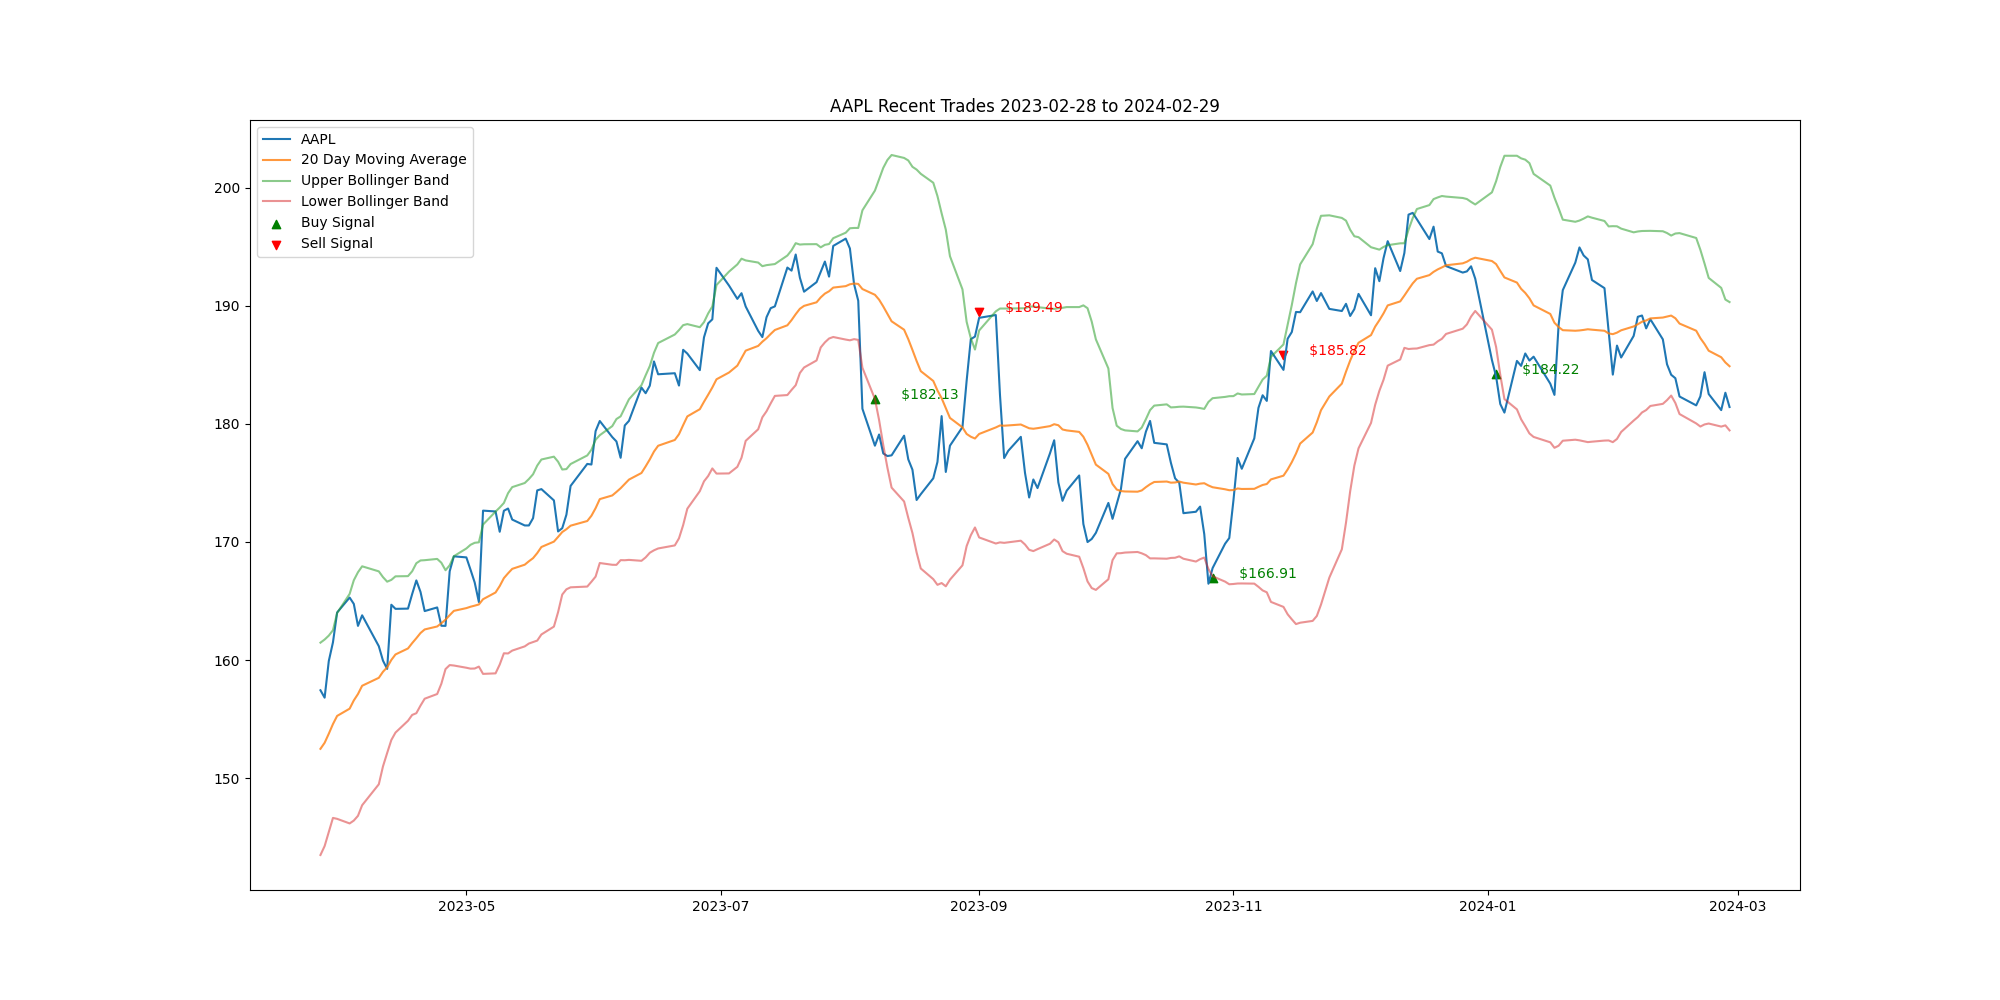 AAPL Recent Trades 2023-02-28 to 2024-02-29
AAPL
20 Day Moving Average
Upper Bollinger Band
Lower Bollinger Band
Buy Signal
Sell Signal
200
190
180
170
160
150
$189.49
$185.82
$184.22
$182.13
$166.91
2023-05
2023-07
2023-09
2023-11
2024-01
2024-03